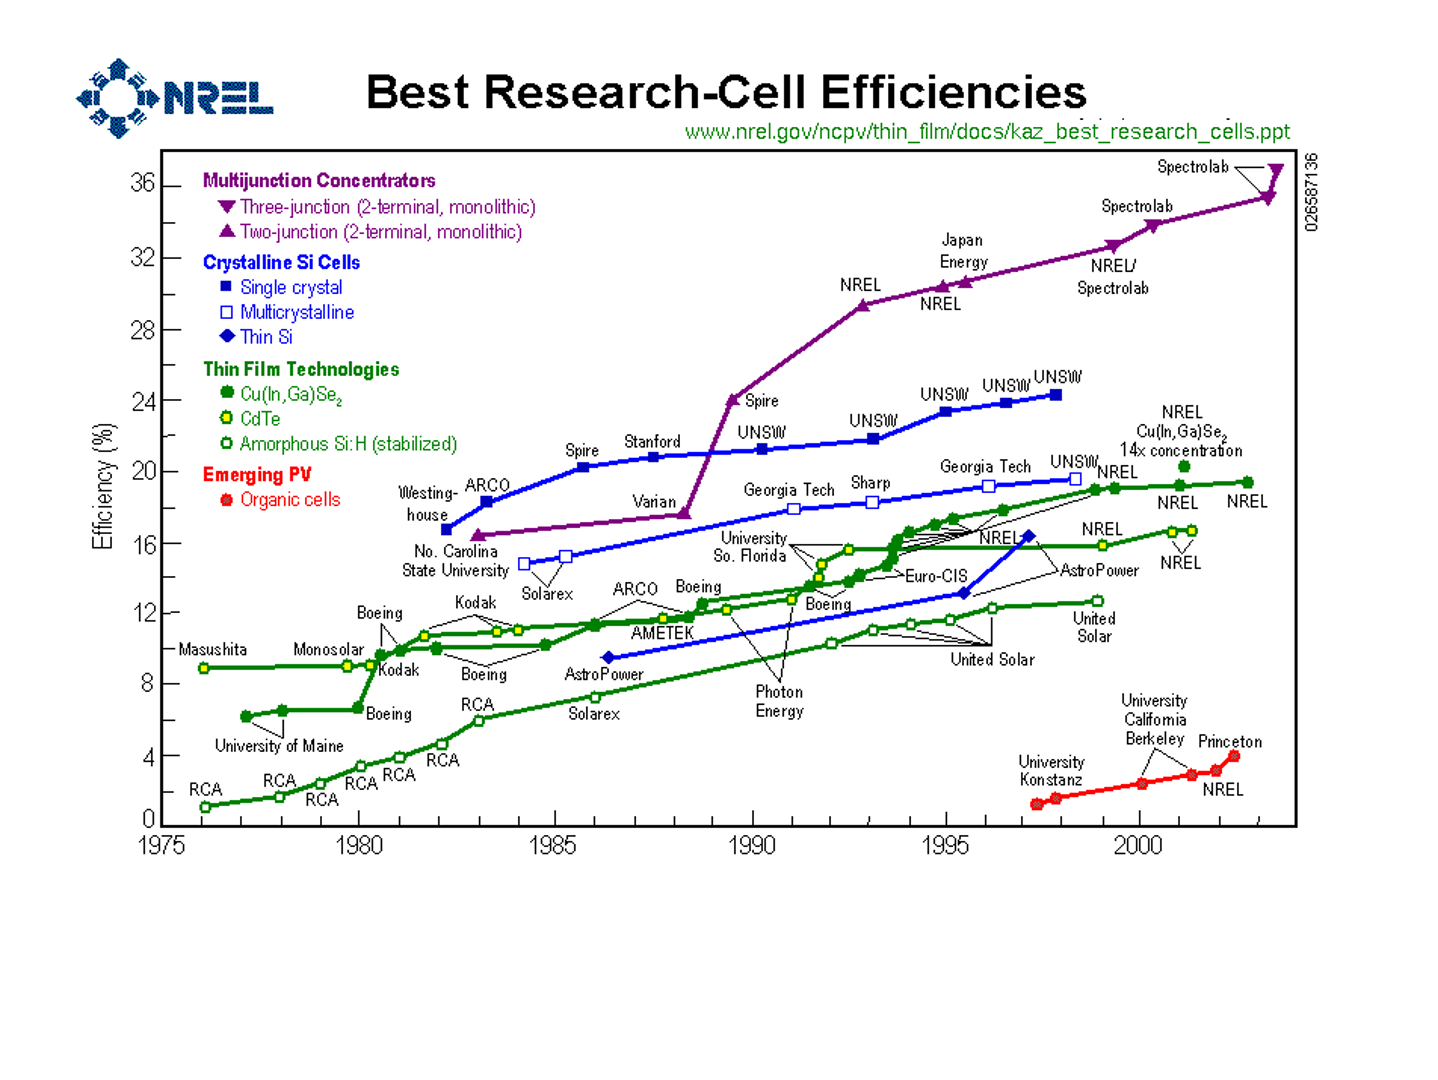 NREL
Best Research-Cell Efficiencies
www.nrel.gov/ncpv/thin_film/docs/kaz_best_research_cells.ppt
026587136
Efficiency (%)
36
32
28
24
20
16
12
8
4
0
1975
1980
1985
1990
1995
2000
Multijunction Concentrators
Three-junction (2-terminal, monolithic)
Two-junction (2-terminal, monolithic)
Crystalline Si Cells
Single crystal
Multicrystalline
Thin Si
Thin Film Technologies
Cu(In,Ga)Se2
CdTe
Amorphous Si:H (stabilized)
Emerging PV
Organic cells
Spectrolab
Spectrolab
Japan
Energy
NREL
NREL
NREL/
Spectrolab
Spire
Varian
No. Carolina
State University
Westing-
house
ARCO
Spire
Stanford
UNSW
UNSW
UNSW
UNSW
UNSW
Solarex
Georgia Tech
Sharp
Georgia Tech
UNSW
NREL
Cu(In,Ga)Se2
14x concentration
NREL
NREL
NREL
NREL
University
So. Florida
NREL
NREL
Euro-CIS
AstroPower
Boeing
Boeing
ARCO
AMETEK
Kodak
Boeing
Masushita
Monosolar
Kodak
Boeing
Boeing
University of Maine
AstroPower
Photon
Energy
United Solar
United
Solar
RCA
RCA
RCA
RCA
RCA
RCA
RCA
Solarex
University
California
Berkeley
Princeton
University
Konstanz
NREL